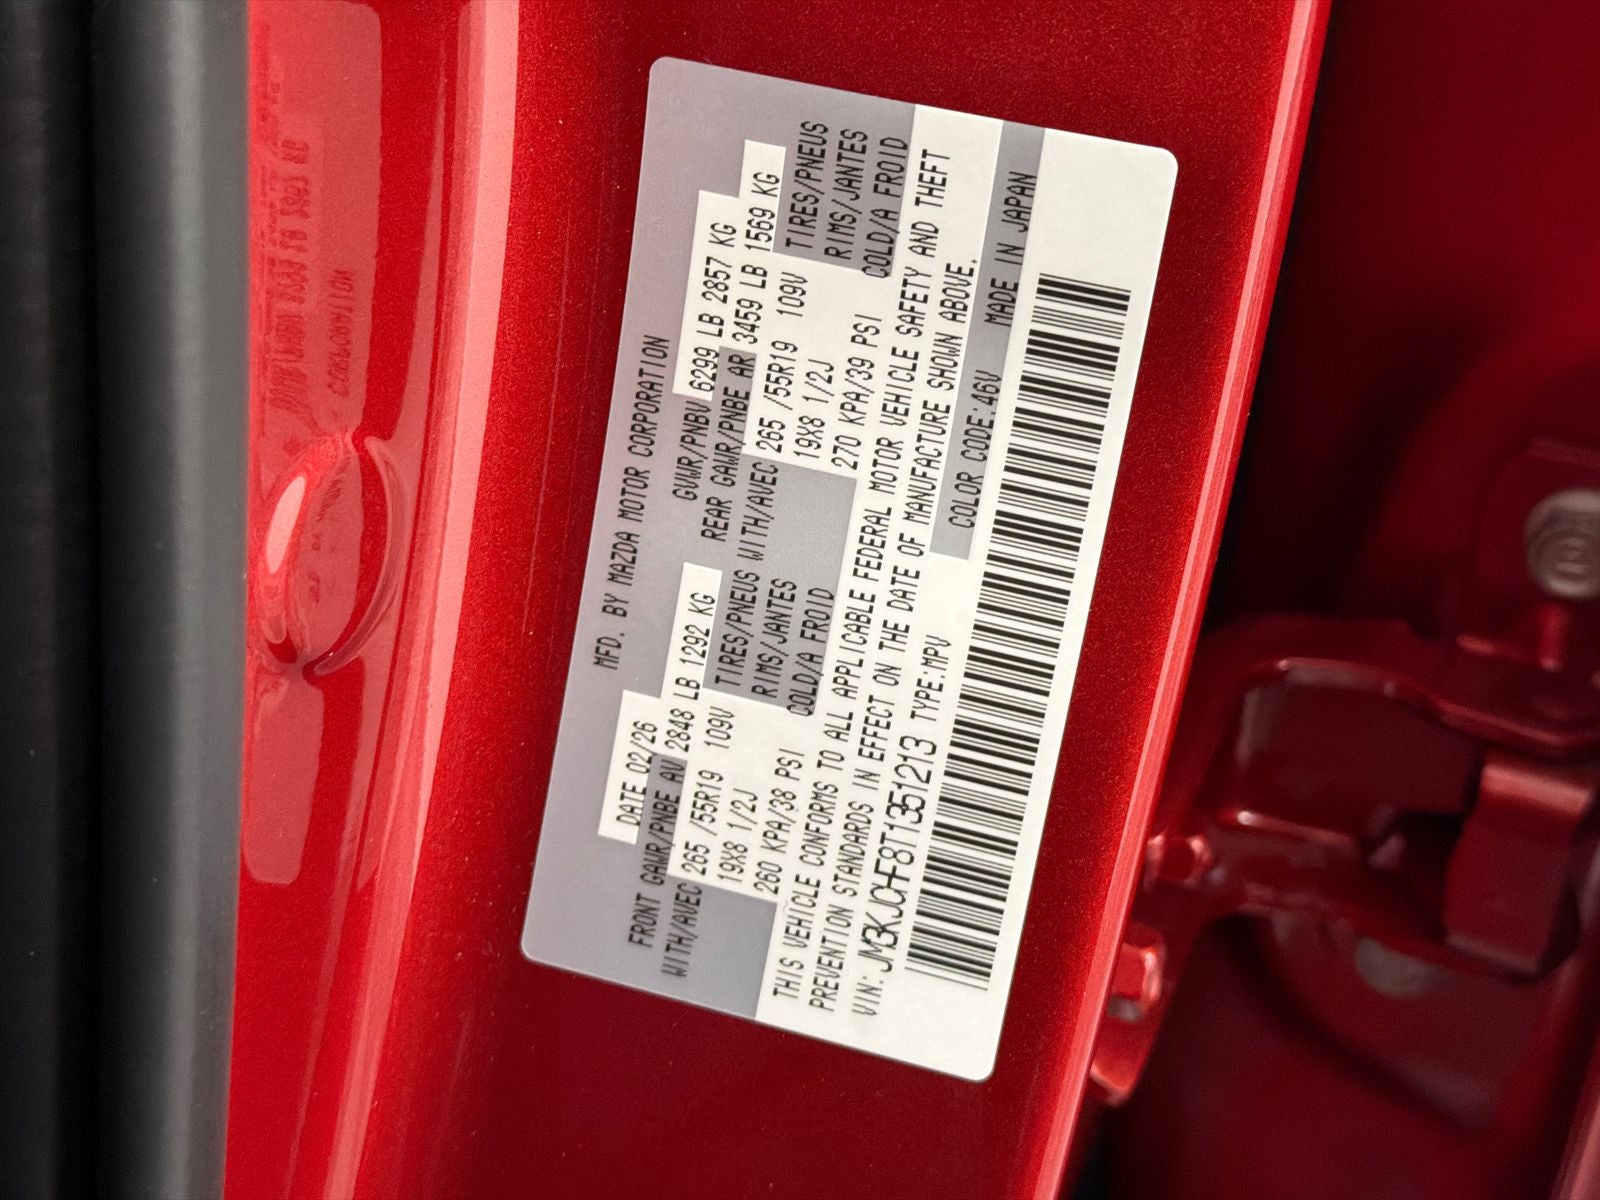 MFD. BY MAZDA MOTOR CORPORATION
DATE 02/26 GVWR/PNBV 6299 LB 2857 KG
FRONT GAWR/PNBE AV 2848 LB 1292 KG REAR GAWR/PNBE AR 3459 LB 1569 KG
WITH/AVEC 265 /55R19 109V TIRES/PNEUS WITH/AVEC 265 /55R19 109V TIRES/PNEUS
19X8 1/2J RIMS/JANTES 19X8 1/2J RIMS/JANTES
260 KPA/38 PSI COLD/A FROID 270 KPA/39 PSI COLD/A FROID
THIS VEHICLE CONFORMS TO ALL APPLICABLE FEDERAL MOTOR VEHICLE SAFETY AND THEFT
PREVENTION STANDARDS IN EFFECT ON THE DATE OF MANUFACTURE SHOWN ABOVE.
VIN: JM3KJCHF8T1351213 TYPE:MPV COLOR CODE:46V MADE IN JAPAN